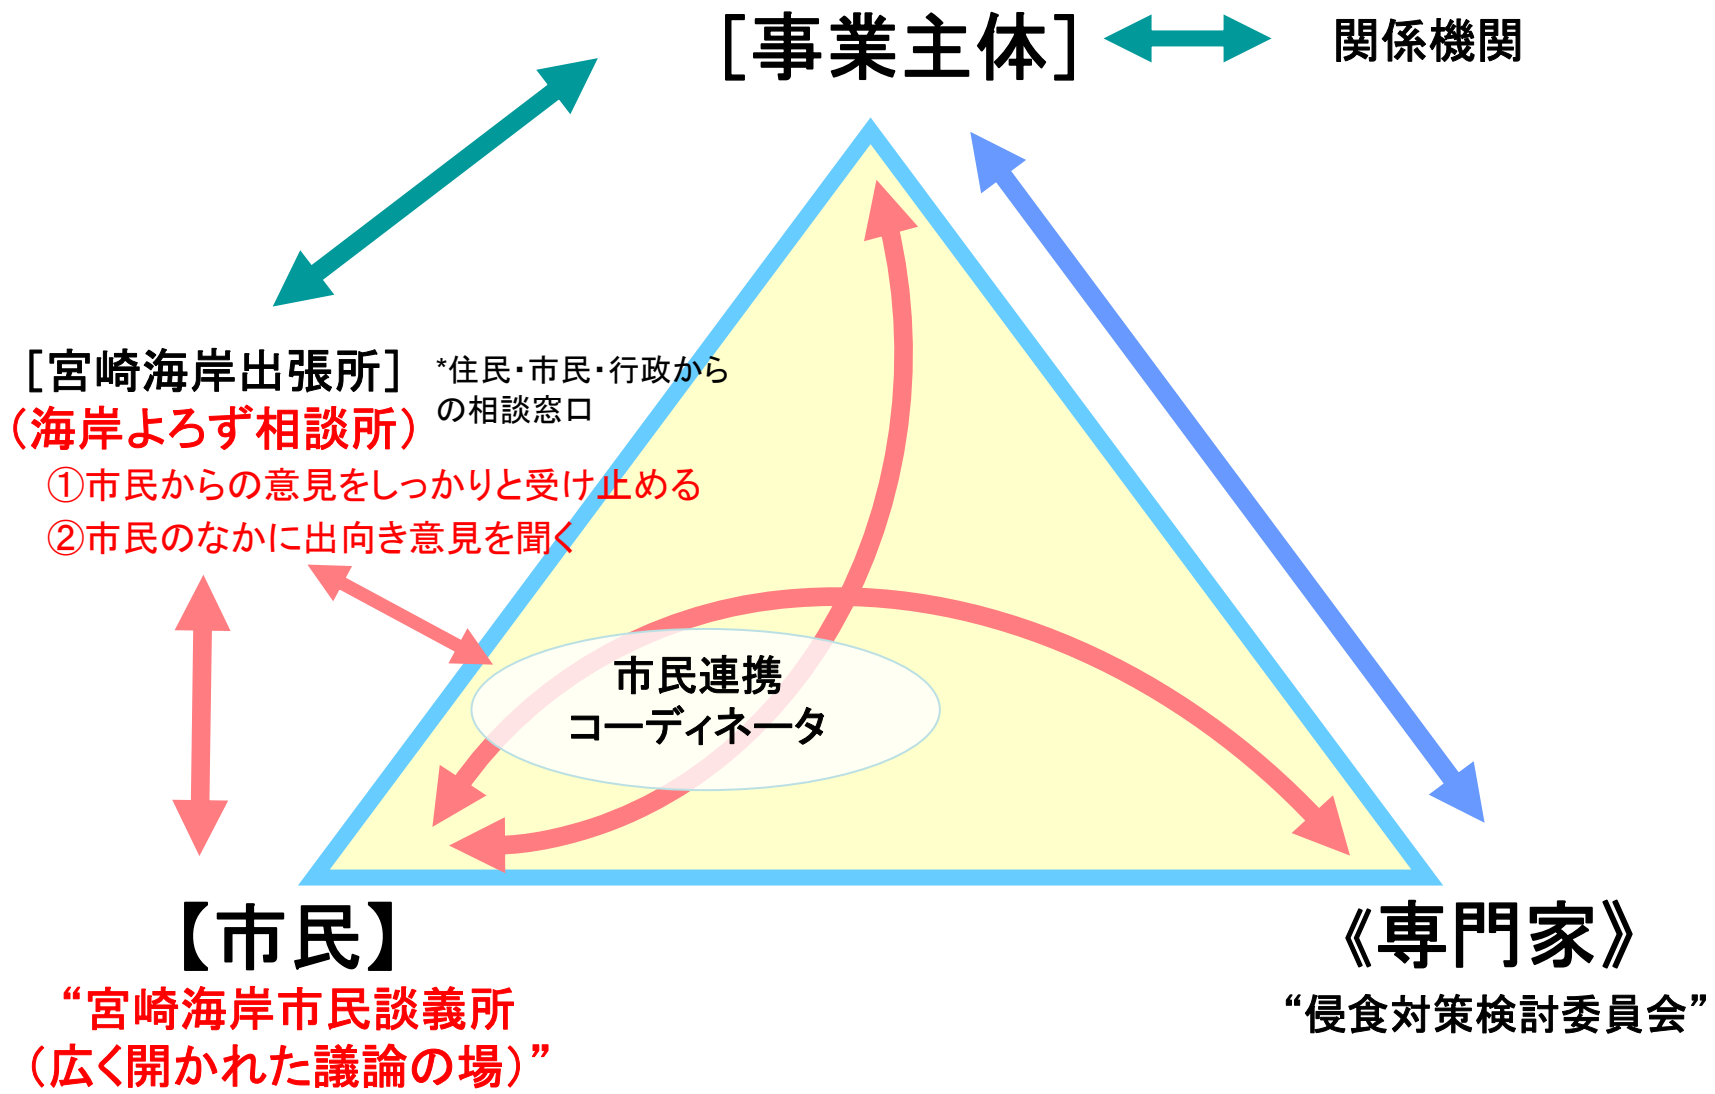 ［事業主体］
関係機関
［宮崎海岸出張所］
（海岸よろず相談所）
*住民・市民・行政から
の相談窓口
①市民からの意見をしっかりと受け止める
②市民のなかに出向き意見を聞く
市民連携
コーディネータ
【市民】
“宮崎海岸市民談義所
（広く開かれた議論の場）”
《専門家》
“侵食対策検討委員会”